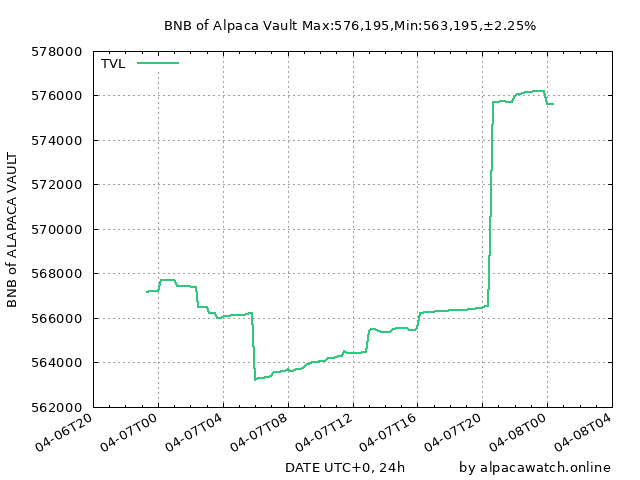 BNB of Alpaca Vault Max:576,195,Min:563,195,±2.25%
TVL
578000
576000
574000
572000
570000
568000
566000
564000
562000
BNB of ALAPACA VAULT
04-06T20
04-07T00
04-07T04
04-07T08
04-07T12
04-07T16
04-07T20
04-08T00
04-08T04
DATE UTC+0, 24h
by alpacawatch.online